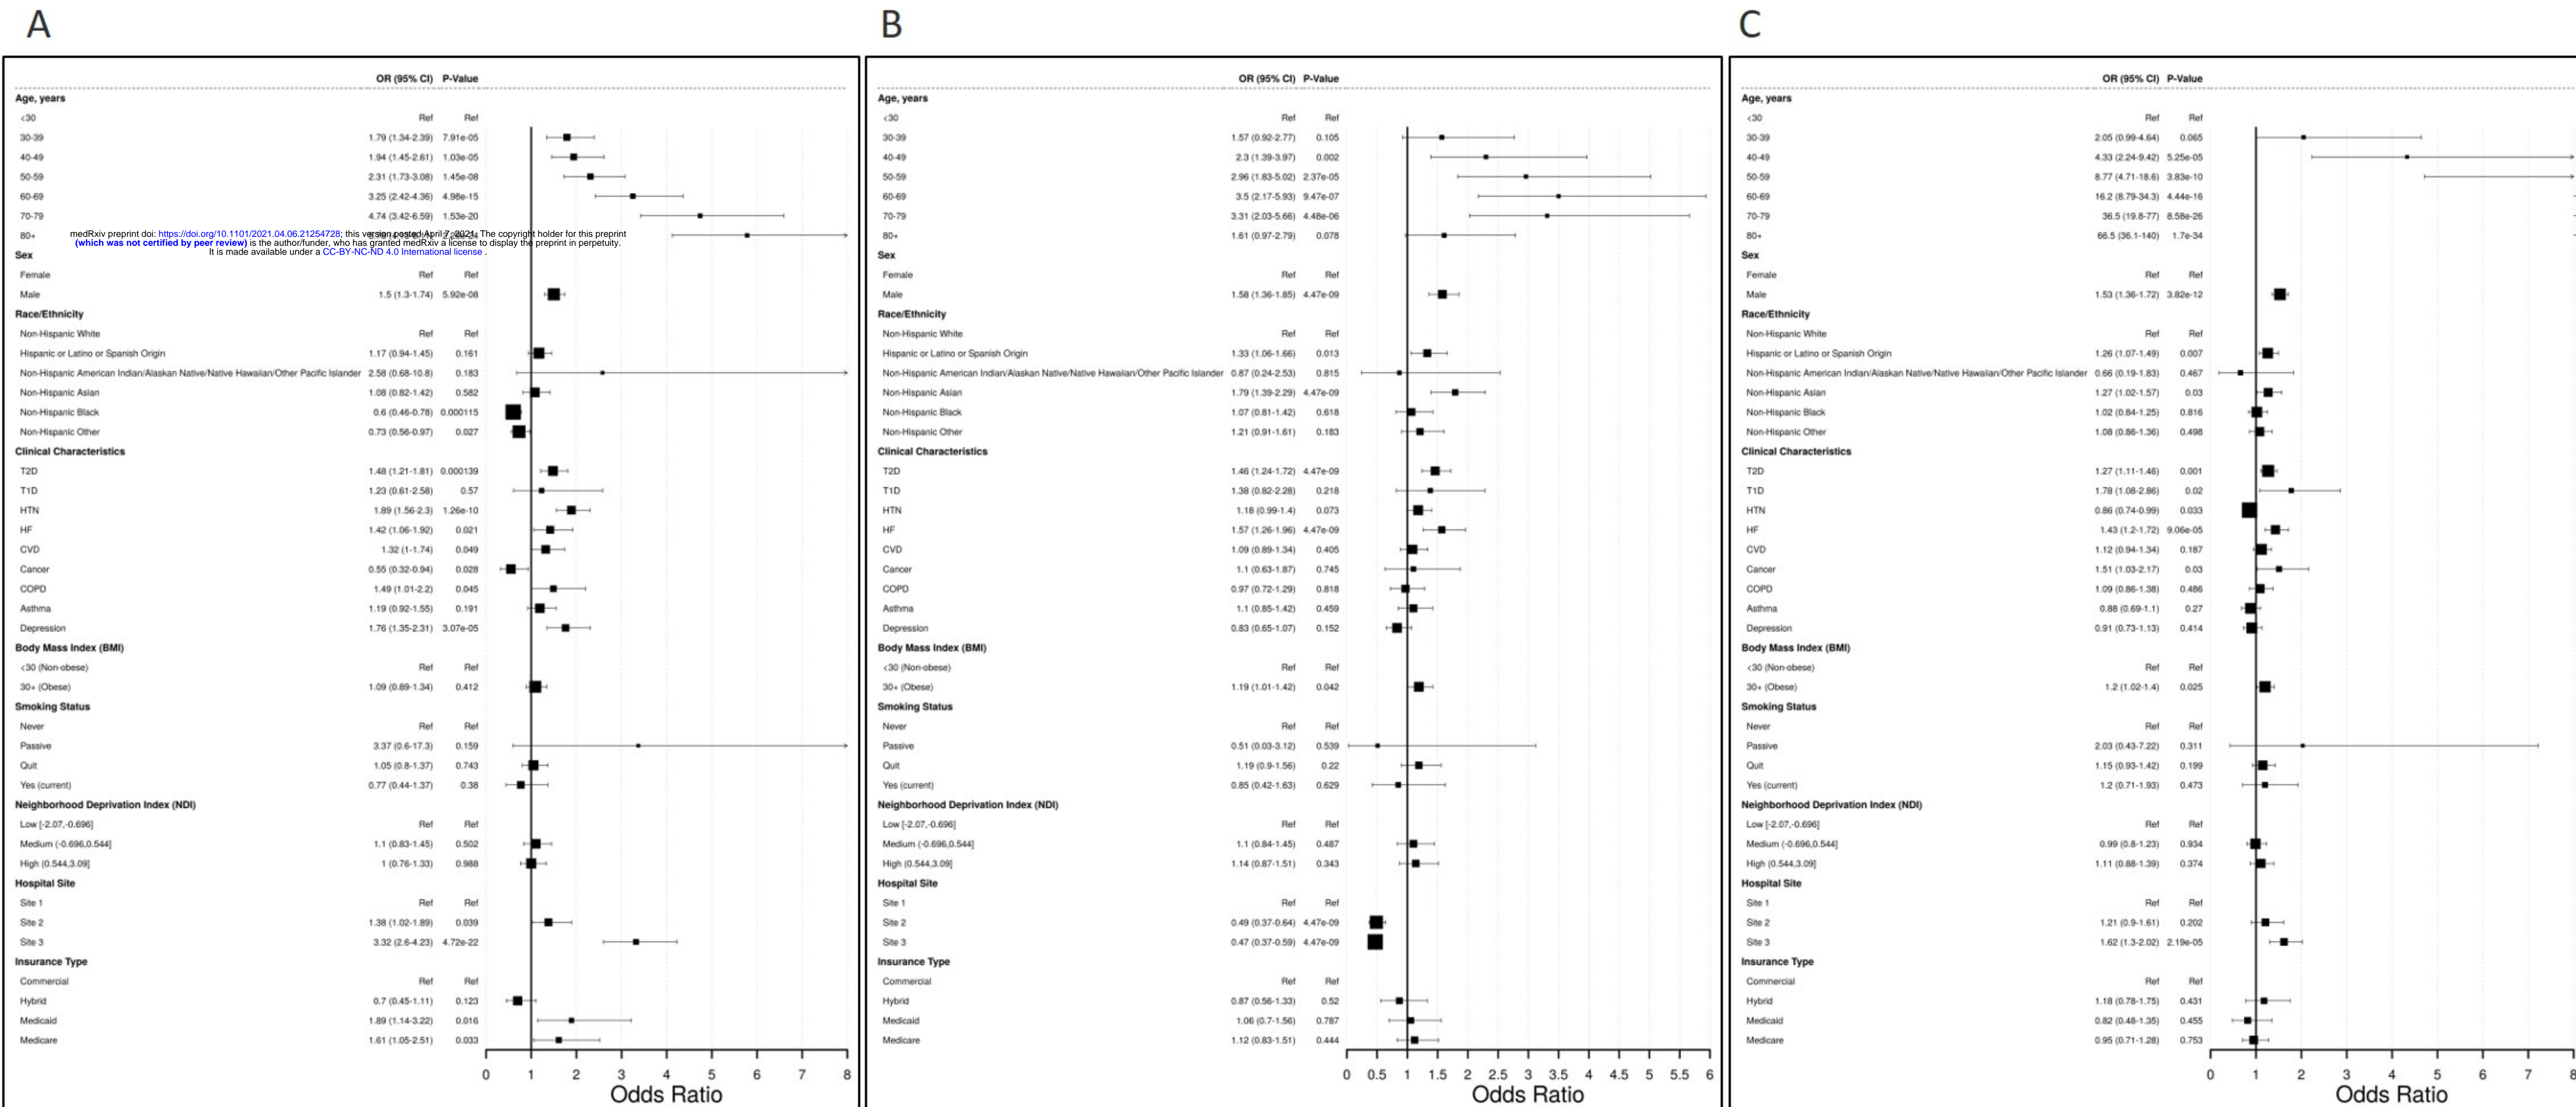 A
OR (95% CI) P-Value
Age, years
<30 Ref Ref
30-39 1.79 (1.34-2.39) 7.91e-05
40-49 1.94 (1.45-2.61) 1.03e-05
50-59 2.31 (1.73-3.08) 1.45e-08
60-69 3.25 (2.42-4.36) 4.98e-15
70-79 4.74 (3.42-6.59) 1.53e-20
80+
medRxiv preprint doi: https://doi.org/10.1101/2021.04.06.21254728; this version posted April 7, 2021. The copyright holder for this preprint
(which was not certified by peer review) is the author/funder, who has granted medRxiv a license to display the preprint in perpetuity.
It is made available under a CC-BY-NC-ND 4.0 International license .
Sex
Female Ref Ref
Male 1.5 (1.3-1.74) 5.92e-08
Race/Ethnicity
Non-Hispanic White Ref Ref
Hispanic or Latino or Spanish Origin 1.17 (0.94-1.45) 0.161
Non-Hispanic American Indian/Alaskan Native/Native Hawaiian/Other Pacific Islander 2.58 (0.68-10.8) 0.183
Non-Hispanic Asian 1.08 (0.82-1.42) 0.582
Non-Hispanic Black 0.6 (0.46-0.78) 0.000115
Non-Hispanic Other 0.73 (0.56-0.97) 0.027
Clinical Characteristics
T2D 1.48 (1.21-1.81) 0.000139
T1D 1.23 (0.61-2.58) 0.57
HTN 1.89 (1.56-2.3) 1.26e-10
HF 1.42 (1.06-1.92) 0.021
CVD 1.32 (1-1.74) 0.049
Cancer 0.55 (0.32-0.94) 0.028
COPD 1.49 (1.01-2.2) 0.045
Asthma 1.19 (0.92-1.55) 0.191
Depression 1.76 (1.35-2.31) 3.07e-05
Body Mass Index (BMI)
<30 (Non-obese) Ref Ref
30+ (Obese) 1.09 (0.89-1.34) 0.412
Smoking Status
Never Ref Ref
Passive 3.37 (0.6-17.3) 0.159
Quit 1.05 (0.8-1.37) 0.743
Yes (current) 0.77 (0.44-1.37) 0.38
Neighborhood Deprivation Index (NDI)
Low [-2.07,-0.696] Ref Ref
Medium (-0.696,0.544] 1.1 (0.83-1.45) 0.502
High (0.544,3.09] 1 (0.76-1.33) 0.988
Hospital Site
Site 1 Ref Ref
Site 2 1.38 (1.02-1.89) 0.039
Site 3 3.32 (2.6-4.23) 4.72e-22
Insurance Type
Commercial Ref Ref
Hybrid 0.7 (0.45-1.11) 0.123
Medicaid 1.89 (1.14-3.22) 0.016
Medicare 1.61 (1.05-2.51) 0.033
0 1 2 3 4 5 6 7 8
Odds Ratio
B
OR (95% CI) P-Value
Age, years
<30 Ref Ref
30-39 1.57 (0.92-2.77) 0.105
40-49 2.3 (1.39-3.97) 0.002
50-59 2.96 (1.83-5.02) 2.37e-05
60-69 3.5 (2.17-5.93) 9.47e-07
70-79 3.31 (2.03-5.66) 4.48e-06
80+ 1.61 (0.97-2.79) 0.078
Sex
Female Ref Ref
Male 1.58 (1.36-1.85) 4.47e-09
Race/Ethnicity
Non-Hispanic White Ref Ref
Hispanic or Latino or Spanish Origin 1.33 (1.06-1.66) 0.013
Non-Hispanic American Indian/Alaskan Native/Native Hawaiian/Other Pacific Islander 0.87 (0.24-2.53) 0.815
Non-Hispanic Asian 1.79 (1.39-2.29) 4.47e-09
Non-Hispanic Black 1.07 (0.81-1.42) 0.618
Non-Hispanic Other 1.21 (0.91-1.61) 0.183
Clinical Characteristics
T2D 1.46 (1.24-1.72) 4.47e-09
T1D 1.38 (0.82-2.28) 0.218
HTN 1.18 (0.99-1.4) 0.073
HF 1.57 (1.26-1.96) 4.47e-09
CVD 1.09 (0.89-1.34) 0.405
Cancer 1.1 (0.63-1.87) 0.745
COPD 0.97 (0.72-1.29) 0.818
Asthma 1.1 (0.85-1.42) 0.459
Depression 0.83 (0.65-1.07) 0.152
Body Mass Index (BMI)
<30 (Non-obese) Ref Ref
30+ (Obese) 1.19 (1.01-1.42) 0.042
Smoking Status
Never Ref Ref
Passive 0.51 (0.03-3.12) 0.539
Quit 1.19 (0.9-1.56) 0.22
Yes (current) 0.85 (0.42-1.63) 0.629
Neighborhood Deprivation Index (NDI)
Low [-2.07,-0.696] Ref Ref
Medium (-0.696,0.544] 1.1 (0.84-1.45) 0.487
High (0.544,3.09] 1.14 (0.87-1.51) 0.343
Hospital Site
Site 1 Ref Ref
Site 2 0.49 (0.37-0.64) 4.47e-09
Site 3 0.47 (0.37-0.59) 4.47e-09
Insurance Type
Commercial Ref Ref
Hybrid 0.87 (0.56-1.33) 0.52
Medicaid 1.06 (0.7-1.56) 0.787
Medicare 1.12 (0.83-1.51) 0.444
0 0.5 1 1.5 2 2.5 3 3.5 4 4.5 5 5.5 6
Odds Ratio
C
OR (95% CI) P-Value
Age, years
<30 Ref Ref
30-39 2.05 (0.99-4.64) 0.065
40-49 4.33 (2.24-9.42) 5.25e-05
50-59 8.77 (4.71-18.6) 3.83e-10
60-69 16.2 (8.79-34.3) 4.44e-16
70-79 36.5 (19.8-77) 8.58e-26
80+ 66.5 (36.1-140) 1.7e-34
Sex
Female Ref Ref
Male 1.53 (1.36-1.72) 3.82e-12
Race/Ethnicity
Non-Hispanic White Ref Ref
Hispanic or Latino or Spanish Origin 1.26 (1.07-1.49) 0.007
Non-Hispanic American Indian/Alaskan Native/Native Hawaiian/Other Pacific Islander 0.66 (0.19-1.83) 0.467
Non-Hispanic Asian 1.27 (1.02-1.57) 0.03
Non-Hispanic Black 1.02 (0.84-1.25) 0.816
Non-Hispanic Other 1.08 (0.86-1.36) 0.498
Clinical Characteristics
T2D 1.27 (1.11-1.46) 0.001
T1D 1.78 (1.08-2.86) 0.02
HTN 0.86 (0.74-0.99) 0.033
HF 1.43 (1.2-1.72) 9.06e-05
CVD 1.12 (0.94-1.34) 0.187
Cancer 1.51 (1.03-2.17) 0.03
COPD 1.09 (0.86-1.38) 0.486
Asthma 0.88 (0.69-1.1) 0.27
Depression 0.91 (0.73-1.13) 0.414
Body Mass Index (BMI)
<30 (Non-obese) Ref Ref
30+ (Obese) 1.2 (1.02-1.4) 0.025
Smoking Status
Never Ref Ref
Passive 2.03 (0.43-7.22) 0.311
Quit 1.15 (0.93-1.42) 0.199
Yes (current) 1.2 (0.71-1.93) 0.473
Neighborhood Deprivation Index (NDI)
Low [-2.07,-0.696] Ref Ref
Medium (-0.696,0.544] 0.99 (0.8-1.23) 0.934
High (0.544,3.09] 1.11 (0.88-1.39) 0.374
Hospital Site
Site 1 Ref Ref
Site 2 1.21 (0.9-1.61) 0.202
Site 3 1.62 (1.3-2.02) 2.19e-05
Insurance Type
Commercial Ref Ref
Hybrid 1.18 (0.78-1.75) 0.431
Medicaid 0.82 (0.48-1.35) 0.455
Medicare 0.95 (0.71-1.28) 0.753
0 1 2 3 4 5 6 7 8
Odds Ratio